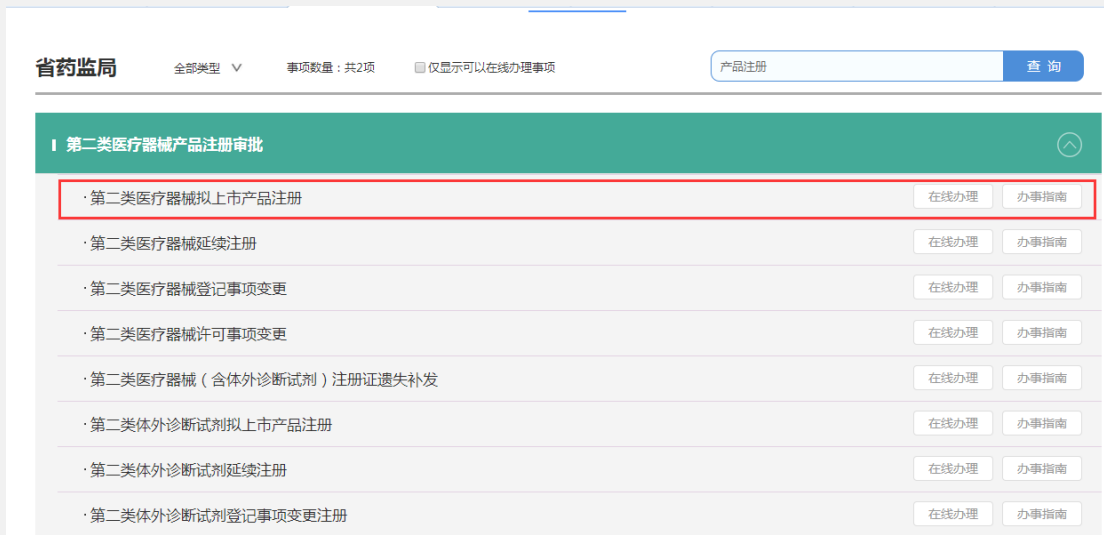 省药监局 全部类型 事项数量：共2项 仅显示可以在线办理事项 产品注册 查 询
第二类医疗器械产品注册审批
·第二类医疗器械拟上市产品注册 在线办理 办事指南
·第二类医疗器械延续注册 在线办理 办事指南
·第二类医疗器械登记事项变更 在线办理 办事指南
·第二类医疗器械许可事项变更 在线办理 办事指南
·第二类医疗器械（含体外诊断试剂）注册证遗失补发 在线办理 办事指南
·第二类体外诊断试剂拟上市产品注册 在线办理 办事指南
·第二类体外诊断试剂延续注册 在线办理 办事指南
·第二类体外诊断试剂登记事项变更注册 在线办理 办事指南